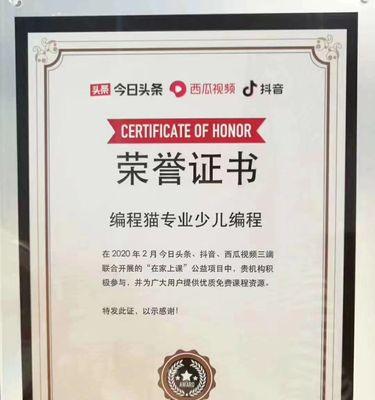 头条 今日头条 西瓜视频 抖音
CERTIFICATE OF HONOR
荣誉证书
编程猫专业少儿编程
在 2020 年 2 月今日头条、抖音、西瓜视频三端
联合开展的“在家上课”公益项目中，贵机构积
极参与，并为广大用户提供优质免费课程资源。
特发此证、以示感谢！
AWARD